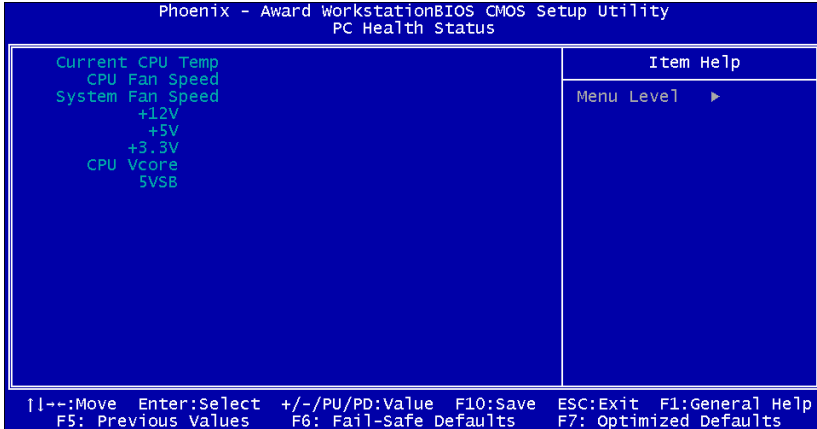 Phoenix - Award WorkstationBIOS CMOS Setup Utility
PC Health Status
Current CPU Temp
CPU Fan Speed
System Fan Speed
+12V
+5V
+3.3V
CPU Vcore
5VSB
Item Help
Menu Level ►
↑↓→←:Move Enter:Select +/-/PU/PD:Value F10:Save ESC:Exit F1:General Help
F5: Previous Values F6: Fail-Safe Defaults F7: Optimized Defaults